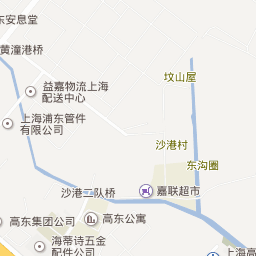 东安息堂
黄潼港桥
坟山屋
益嘉物流上海
配送中心
上海浦东管件
有限公司
沙港村
东沟圈
沙港二队桥
嘉联超市
高东集团公司
高东公寓
海蒂诗五金
配件公司
上海高